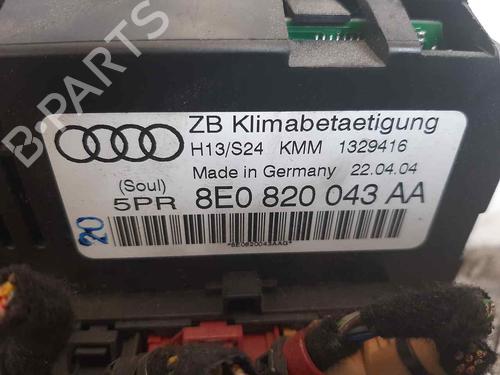 ZB Klimabetaetigung
H13/S24 KMM 1329416
Made in Germany 22.04.04
(Soul)
5PR 8E0 820 043 AA
20
*8E0820043AAG*